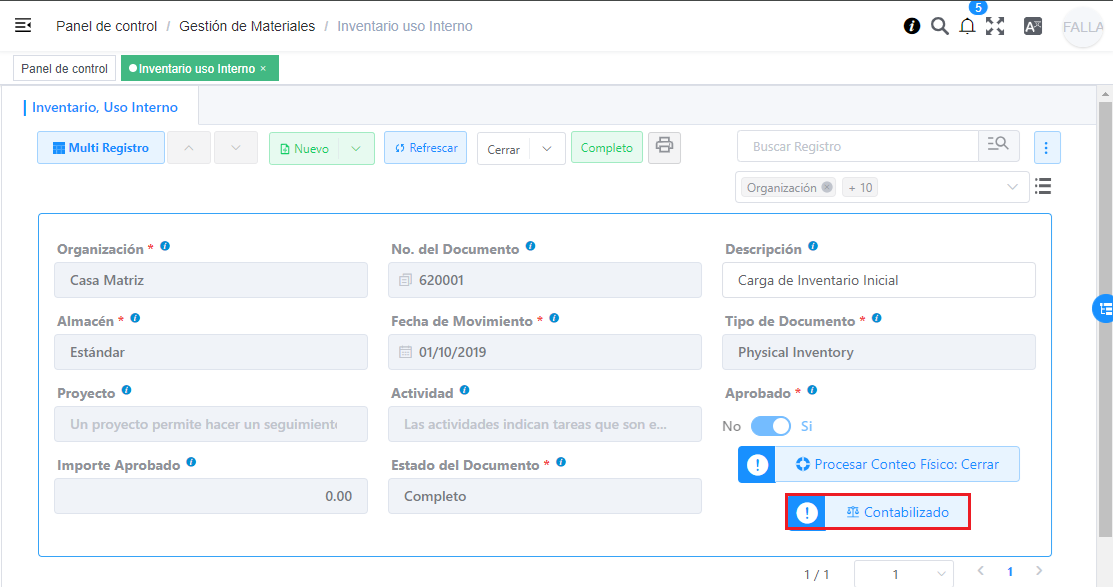 Panel de control / Gestión de Materiales / Inventario uso Interno
5
FALLA
Panel de control
Inventario uso Interno ×
Inventario, Uso Interno
Multi Registro
Nuevo
Refrescar
Cerrar
Completo
Buscar Registro
Organización
+ 10
Organización *
No. del Documento
Descripción
Casa Matriz
620001
Carga de Inventario Inicial
Almacén *
Fecha de Movimiento *
Tipo de Documento *
Estándar
01/10/2019
Physical Inventory
Proyecto
Actividad
Aprobado *
Un proyecto permite hacer un seguimient
Las actividades indican tareas que son e...
No
Si
Importe Aprobado
Estado del Documento *
Procesar Conteo Físico: Cerrar
0.00
Completo
Contabilizado
1 / 1
1
1